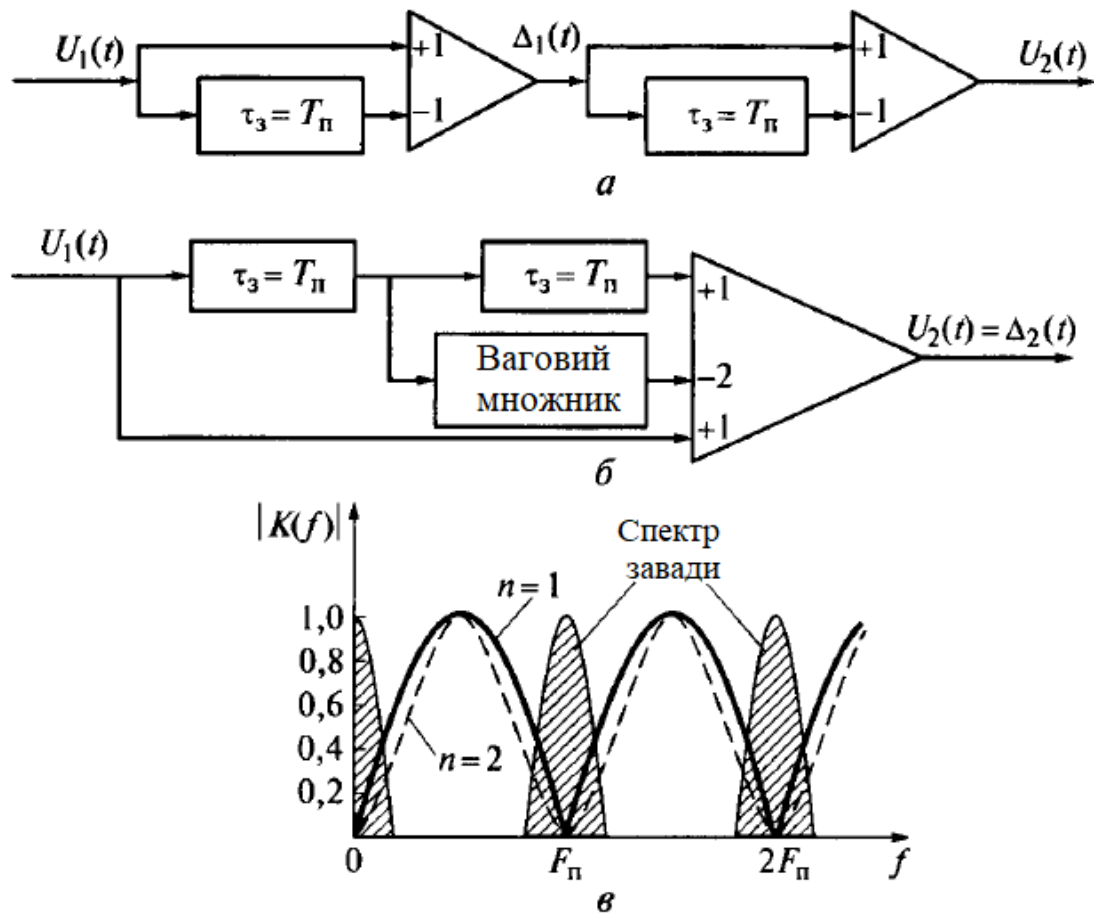 U₁(t) +1 Δ₁(t) +1 U₂(t)
τ₃ = Tп −1 τ₃ = Tп −1
а
U₁(t)
τ₃ = Tп τ₃ = Tп +1
U₂(t) = Δ₂(t)
Ваговий
множник
−2
+1
б
|K(f)|
Спектр
завади
n = 1
1,0
0,8
0,6
0,4
n = 2
0,2
0 Fп 2Fп f
в